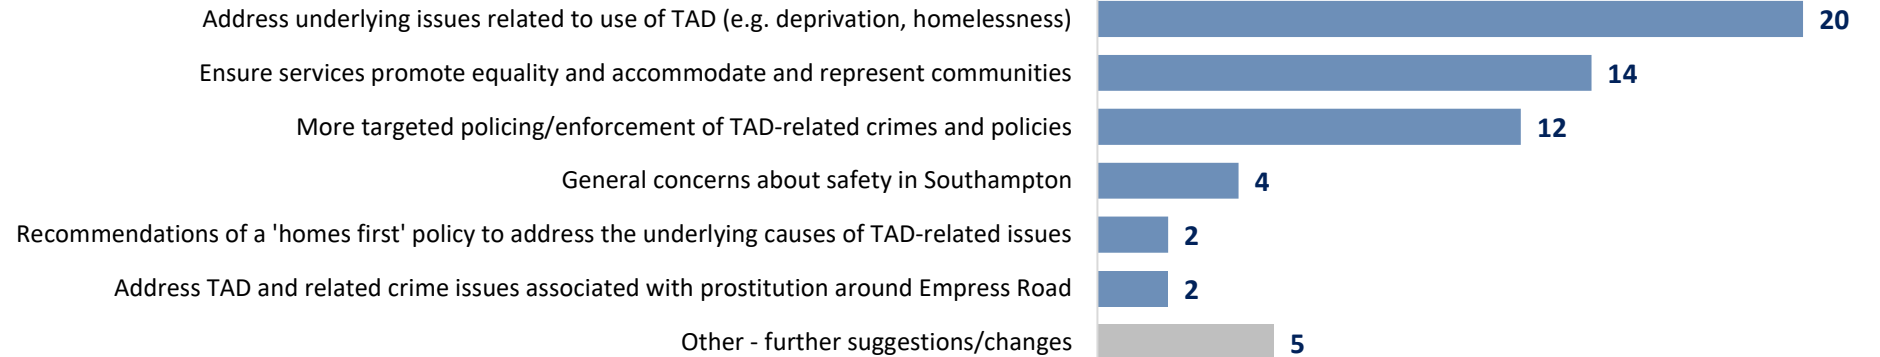 Address underlying issues related to use of TAD (e.g. deprivation, homelessness) 20
Ensure services promote equality and accommodate and represent communities 14
More targeted policing/enforcement of TAD-related crimes and policies 12
General concerns about safety in Southampton 4
Recommendations of a 'homes first' policy to address the underlying causes of TAD-related issues 2
Address TAD and related crime issues associated with prostitution around Empress Road 2
Other - further suggestions/changes 5